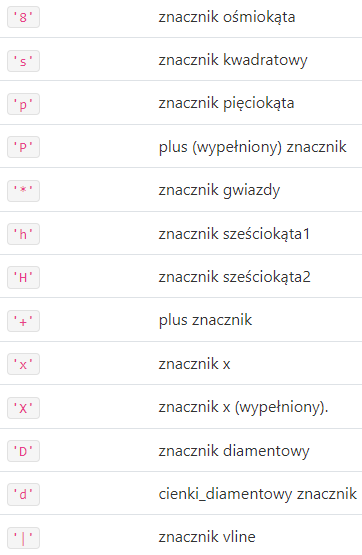 '8' znacznik ośmiokąta
's' znacznik kwadratowy
'p' znacznik pięciokąta
'P' plus (wypełniony) znacznik
'*' znacznik gwiazdy
'h' znacznik sześciokąta1
'H' znacznik sześciokąta2
'+' plus znacznik
'x' znacznik x
'X' znacznik x (wypełniony).
'D' znacznik diamentowy
'd' cienki_diamentowy znacznik
'|' znacznik vline